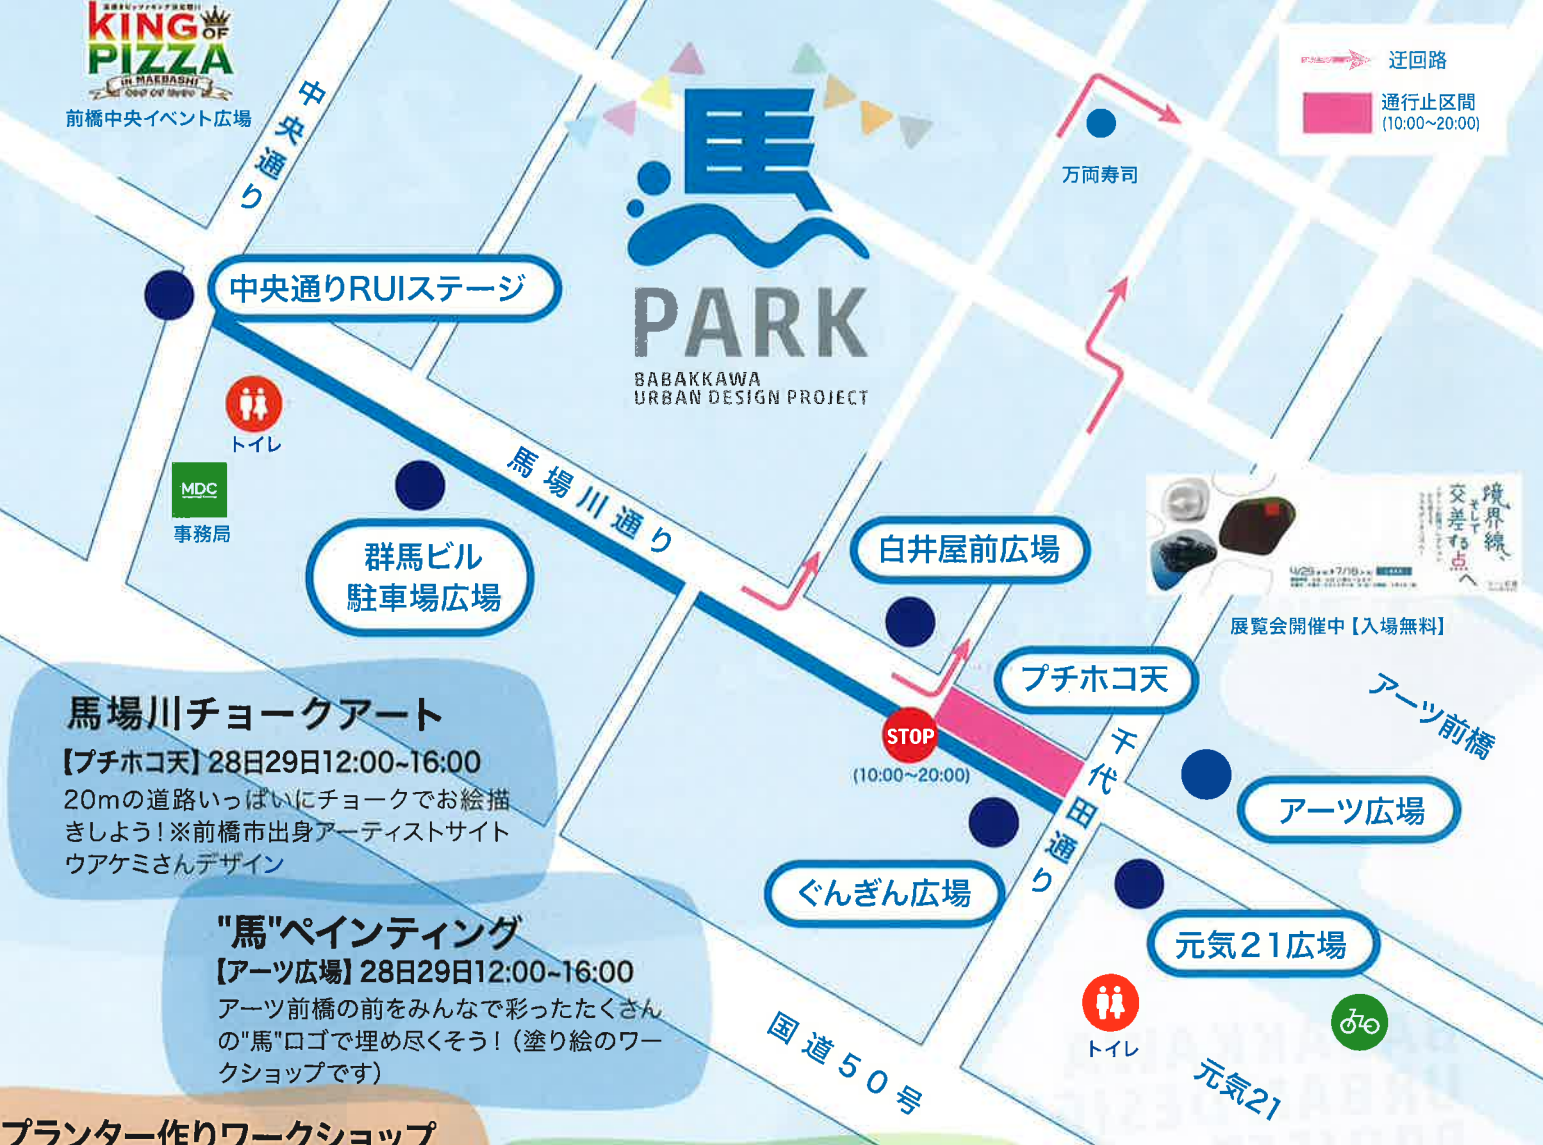 KING OF
PIZZA
IN MAEBASHI
前橋中央イベント広場
中央通り
馬
PARK
BABAKKAWA
URBAN DESIGN PROJECT
迂回路
通行止区間
(10:00~20:00)
万両寿司
中央通りRUIステージ
トイレ
MDC
事務局
馬場川通り
群馬ビル
駐車場広場
白井屋前広場
境界線、
そして
交差する点へ
4/29
7/18
展覧会開催中【入場無料】
プチホコ天
STOP
(10:00~20:00)
千代田通り
アーツ前橋
アーツ広場
ぐんぎん広場
元気21広場
トイレ
元気21
国道50号
馬場川チョークアート
【プチホコ天】28日29日12:00~16:00
20mの道路いっぱいにチョークでお絵描
きしよう！※前橋市出身アーティストサイト
ウアケミさんデザイン
"馬"ペインティング
【アーツ広場】28日29日12:00~16:00
アーツ前橋の前をみんなで彩ったたくさん
の"馬"ロゴで埋め尽くそう！（塗り絵のワー
クショップです）
プランター作りワークショップ